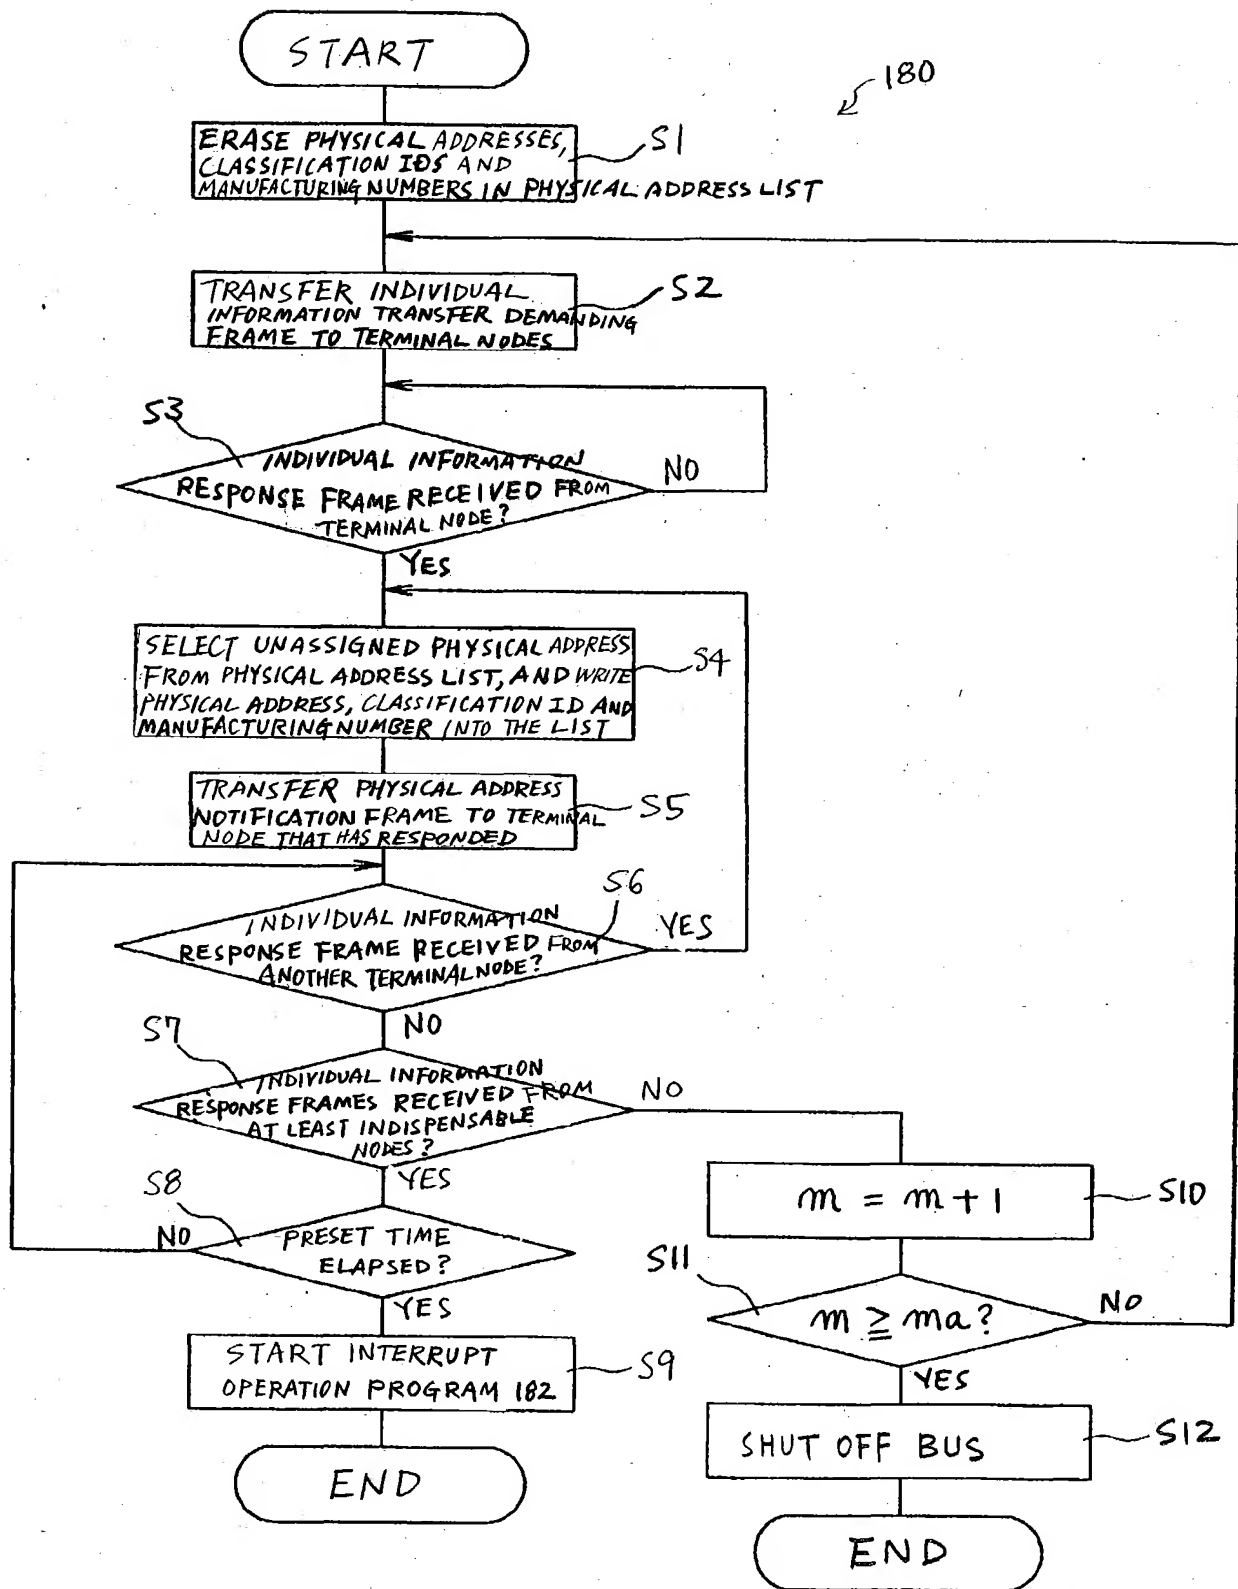 START
180
ERASE PHYSICAL ADDRESSES,
CLASSIFICATION IDS AND
MANUFACTURING NUMBERS IN PHYSICAL ADDRESS LIST
S1
TRANSFER INDIVIDUAL
INFORMATION TRANSFER DEMANDING
FRAME TO TERMINAL NODES
S2
S3
INDIVIDUAL INFORMATION
RESPONSE FRAME RECEIVED FROM
TERMINAL NODE?
NO
YES
SELECT UNASSIGNED PHYSICAL ADDRESS
FROM PHYSICAL ADDRESS LIST, AND WRITE
PHYSICAL ADDRESS, CLASSIFICATION ID AND
MANUFACTURING NUMBER INTO THE LIST
S4
TRANSFER PHYSICAL ADDRESS
NOTIFICATION FRAME TO TERMINAL
NODE THAT HAS RESPONDED
S5
S6
INDIVIDUAL INFORMATION
RESPONSE FRAME RECEIVED FROM
ANOTHER TERMINAL NODE?
YES
NO
S7
INDIVIDUAL INFORMATION
RESPONSE FRAMES RECEIVED FROM
AT LEAST INDISPENSABLE
NODES?
NO
YES
S8
PRESET TIME
ELAPSED?
NO
YES
START INTERRUPT
OPERATION PROGRAM 182
S9
END
m = m + 1
S10
S11
m ≧ ma?
NO
YES
SHUT OFF BUS
S12
END